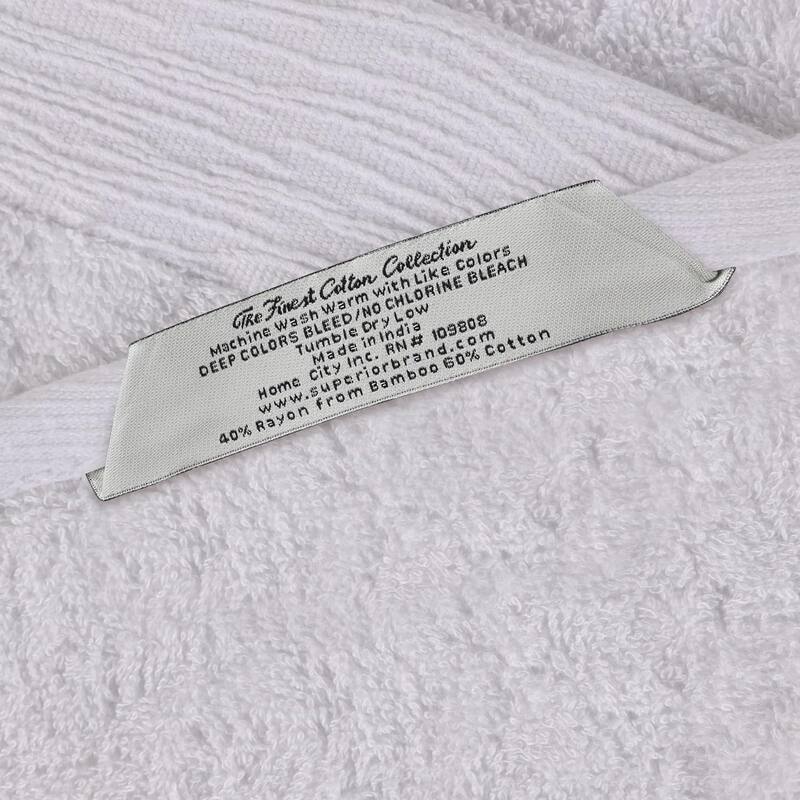 The Finest Cotton Collection
Machine Wash Warm with Like Colors
DEEP COLORS BLEED/NO CHLORINE BLEACH
Tumble Dry Low
Made in India
Home City Inc. RN# 109808
www.superiorbrand.com
40% Rayon from Bamboo 60% Cotton